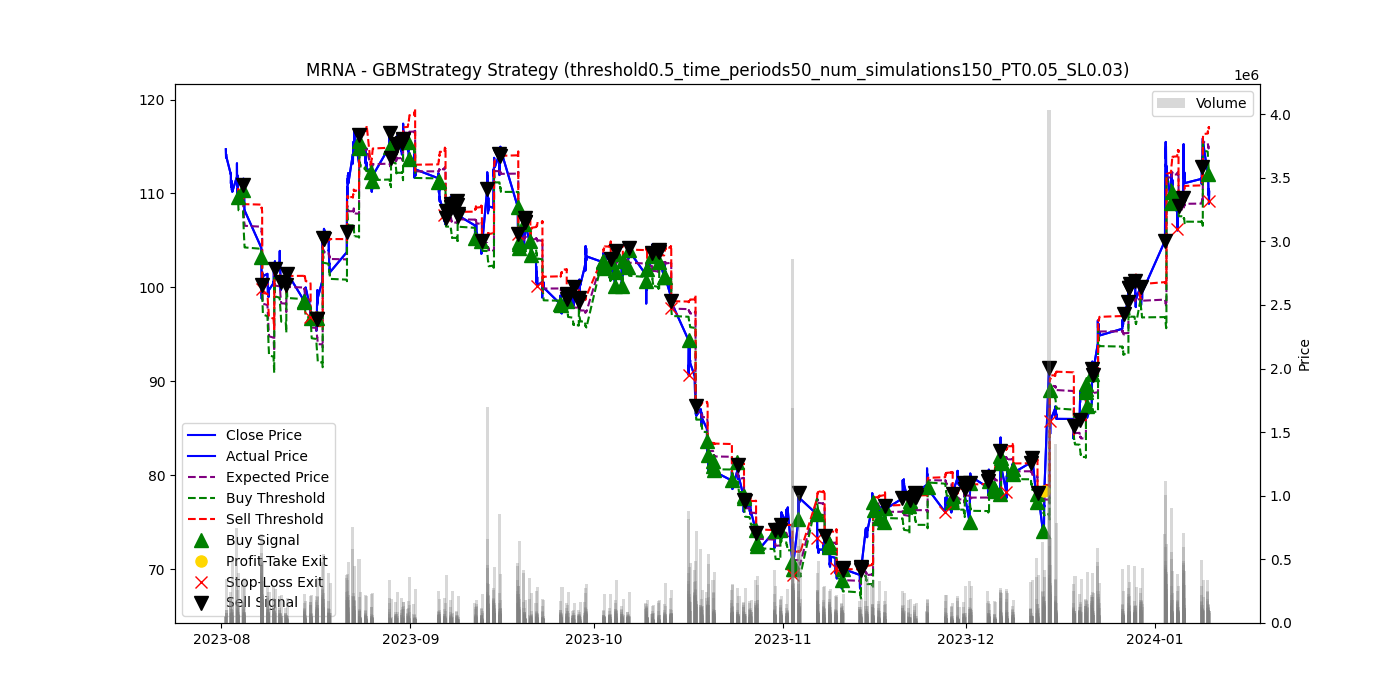 MRNA - GBMStrategy Strategy (threshold0.5_time_periods50_num_simulations150_PT0.05_SL0.03)
1e6
120
110
100
90
80
70
4.0
3.5
3.0
2.5
2.0
1.5
1.0
0.5
0.0
Price
Volume
Close Price
Actual Price
Expected Price
Buy Threshold
Sell Threshold
Buy Signal
Profit-Take Exit
Stop-Loss Exit
Sell Signal
2023-08
2023-09
2023-10
2023-11
2023-12
2024-01